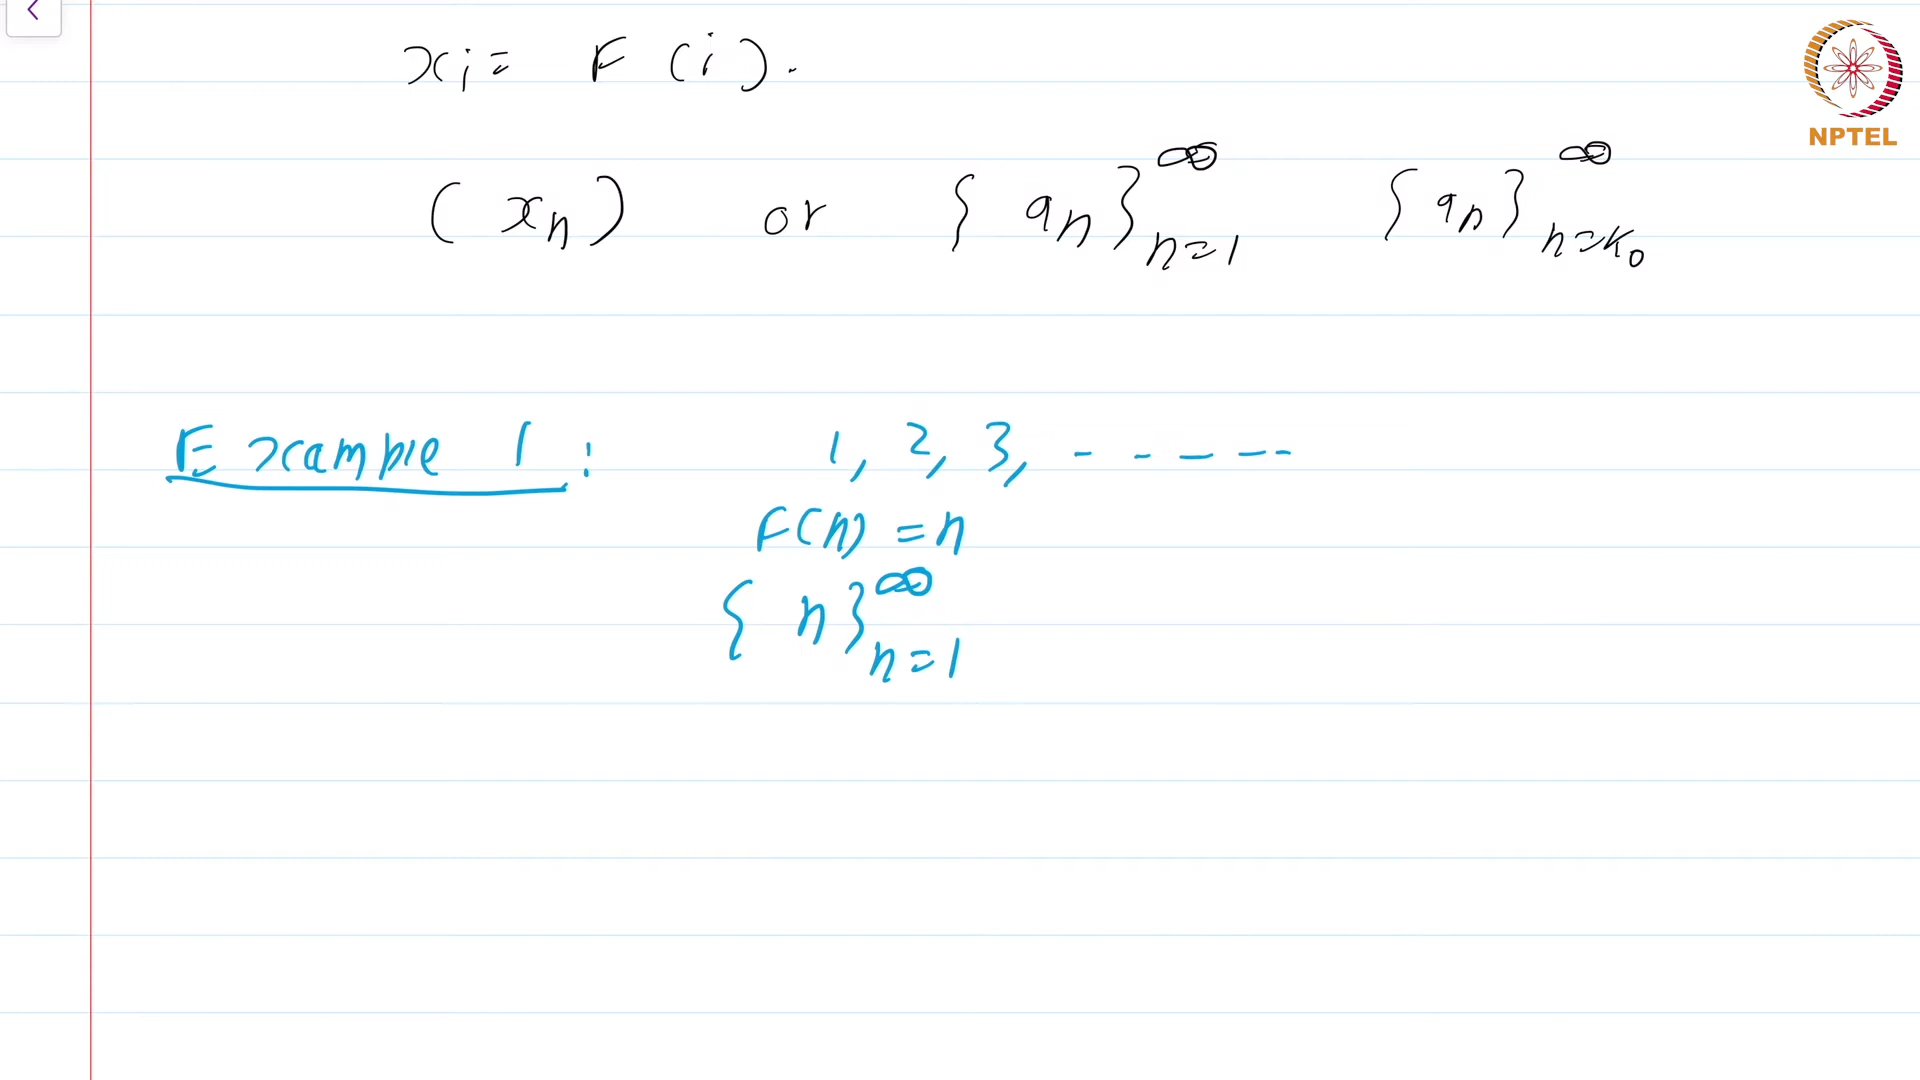 xᵢ = F (i).
NPTEL
(xₙ) or {aₙ}^∞_{n=1} {aₙ}^∞_{n=K₀}
Example 1 : 1, 2, 3, - - - - -
F(n) = n
{n}^∞_{n=1}